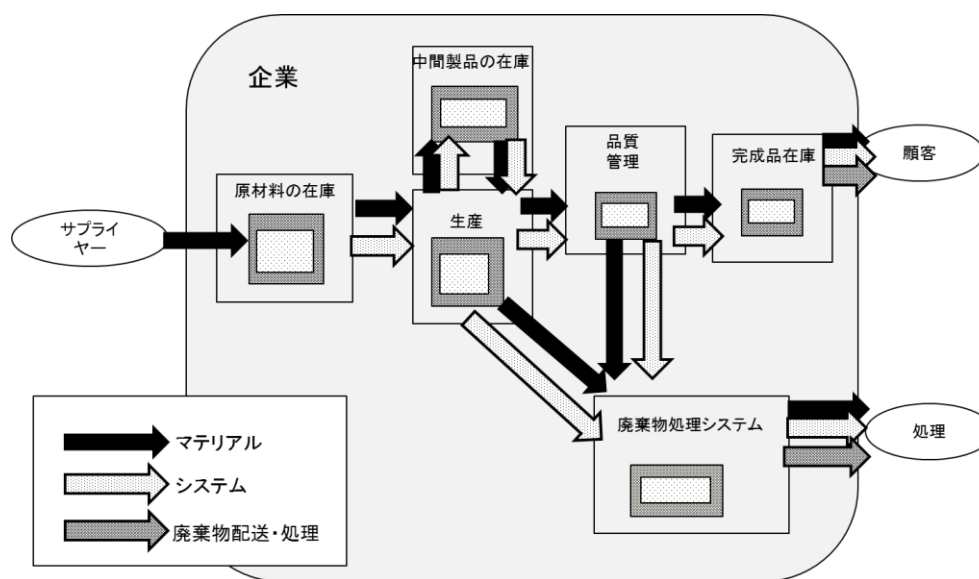 企業
中間製品の在庫
品質
管理
完成品在庫
顧客
原材料の在庫
生産
サプライ
ヤー
廃棄物処理システム
処理
マテリアル
システム
廃棄物配送・処理